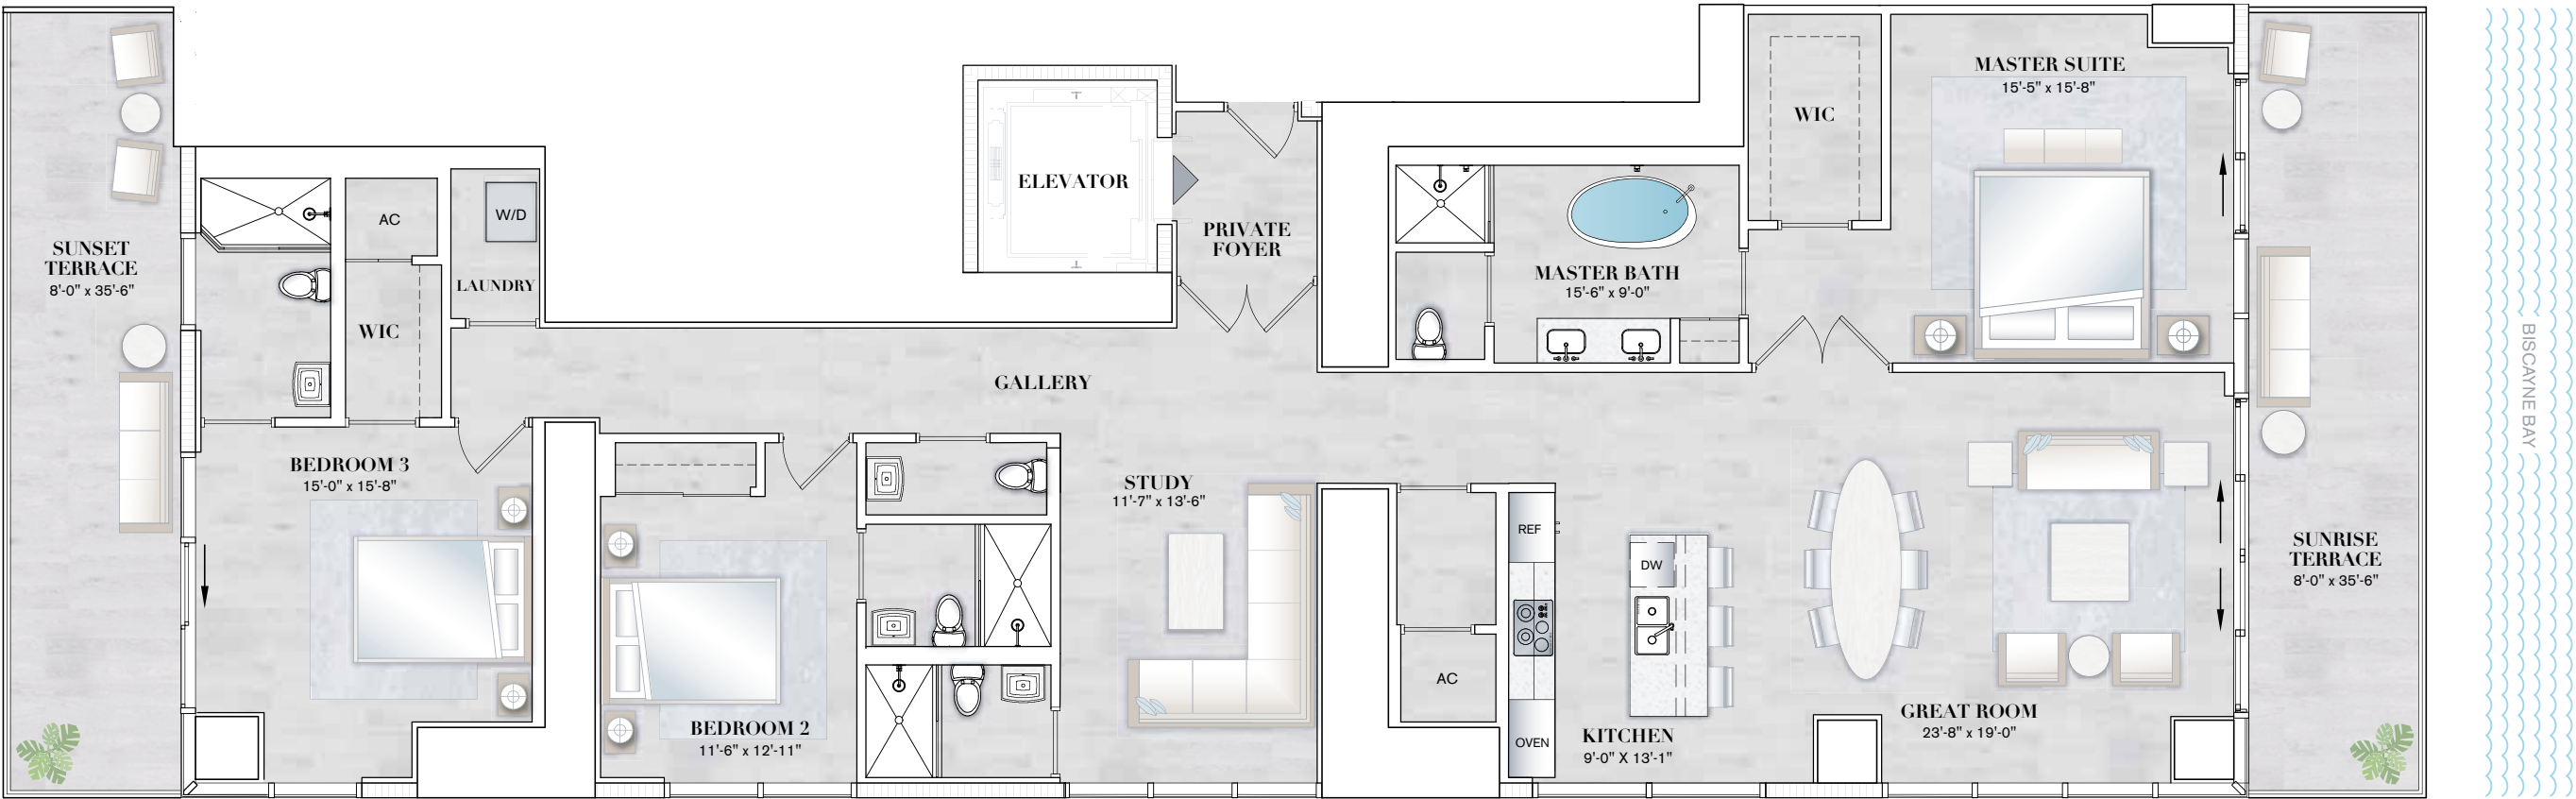 SUNSET
TERRACE
8'-0" x 35'-6"
AC
WIC
W/D
LAUNDRY
BEDROOM 3
15'-0" x 15'-8"
ELEVATOR
PRIVATE
FOYER
GALLERY
BEDROOM 2
11'-6" x 12'-11"
STUDY
11'-7" x 13'-6"
MASTER BATH
15'-6" x 9'-0"
WIC
MASTER SUITE
15'-5" x 15'-8"
AC
REF
OVEN
DW
KITCHEN
9'-0" X 13'-1"
GREAT ROOM
23'-8" x 19'-0"
SUNRISE
TERRACE
8'-0" x 35'-6"
BISCAYNE BAY